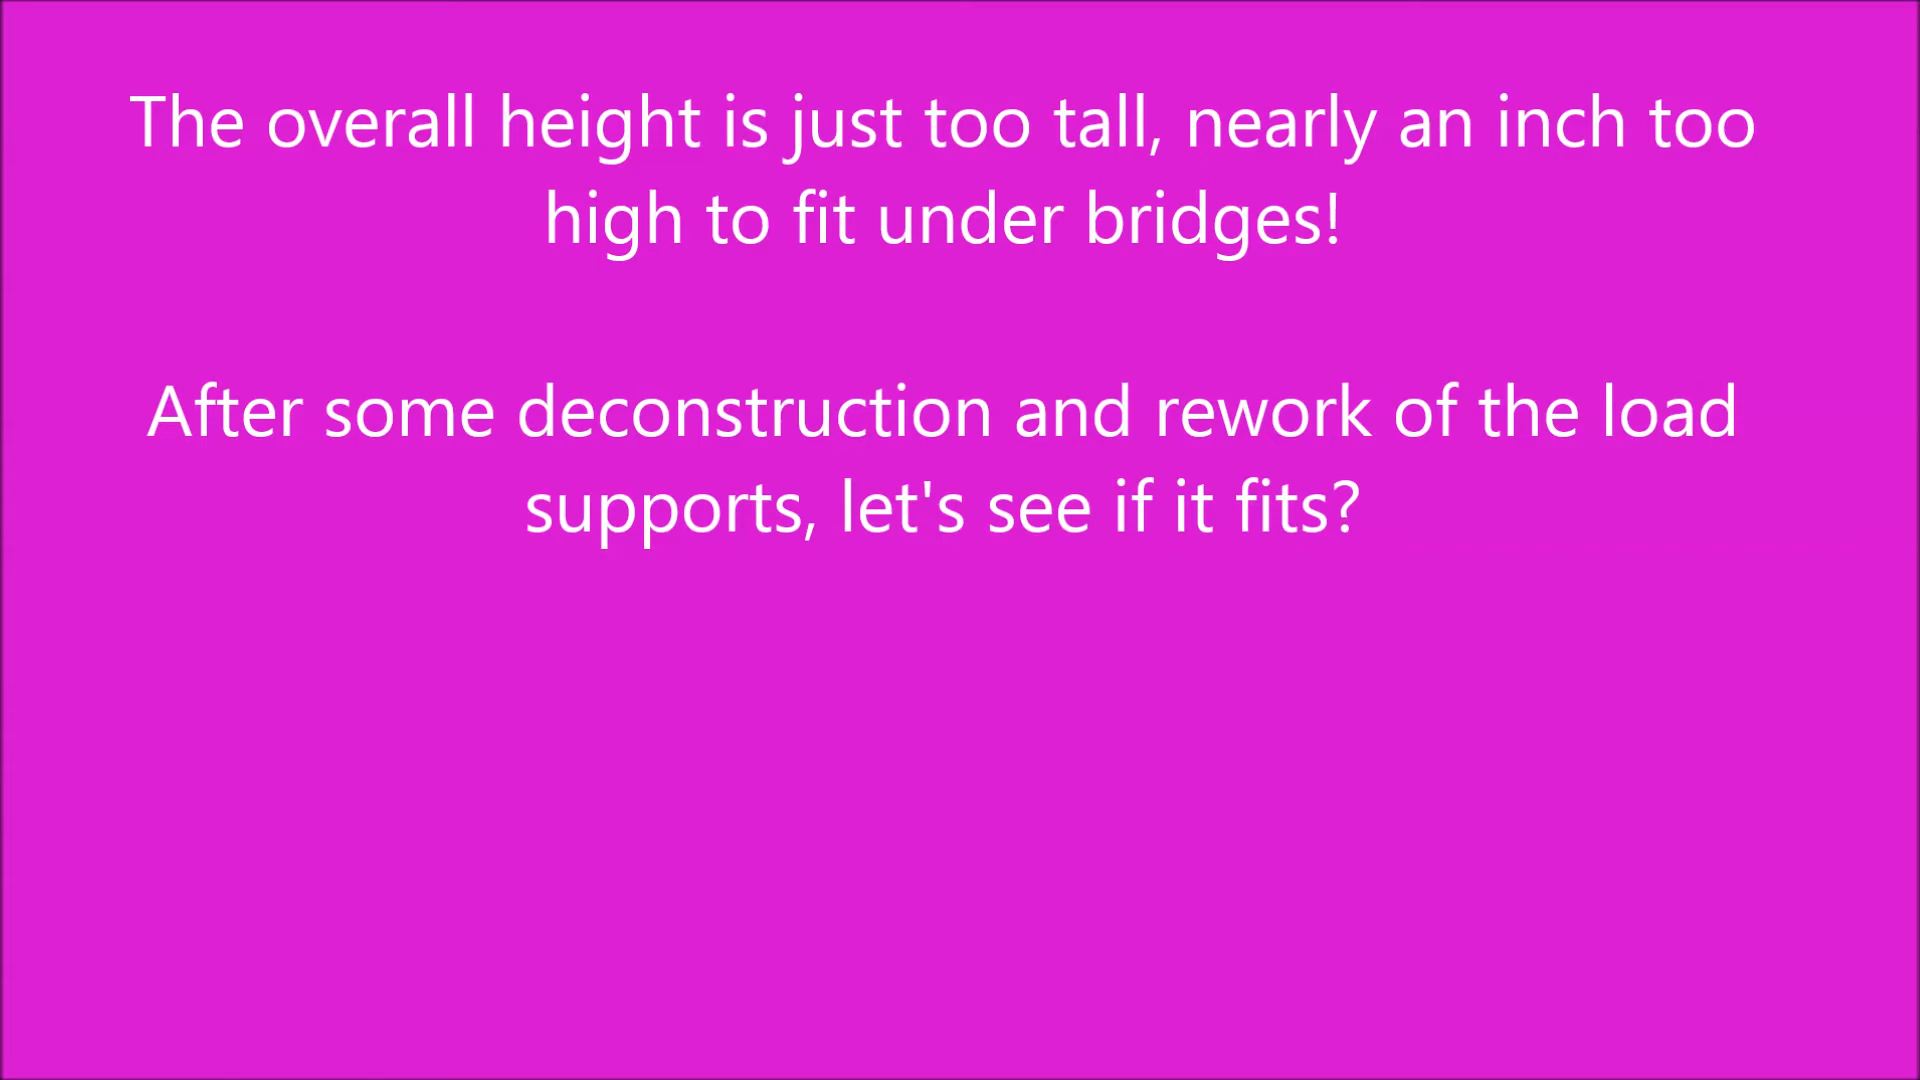 The overall height is just too tall, nearly an inch too
high to fit under bridges!
After some deconstruction and rework of the load
supports, let's see if it fits?